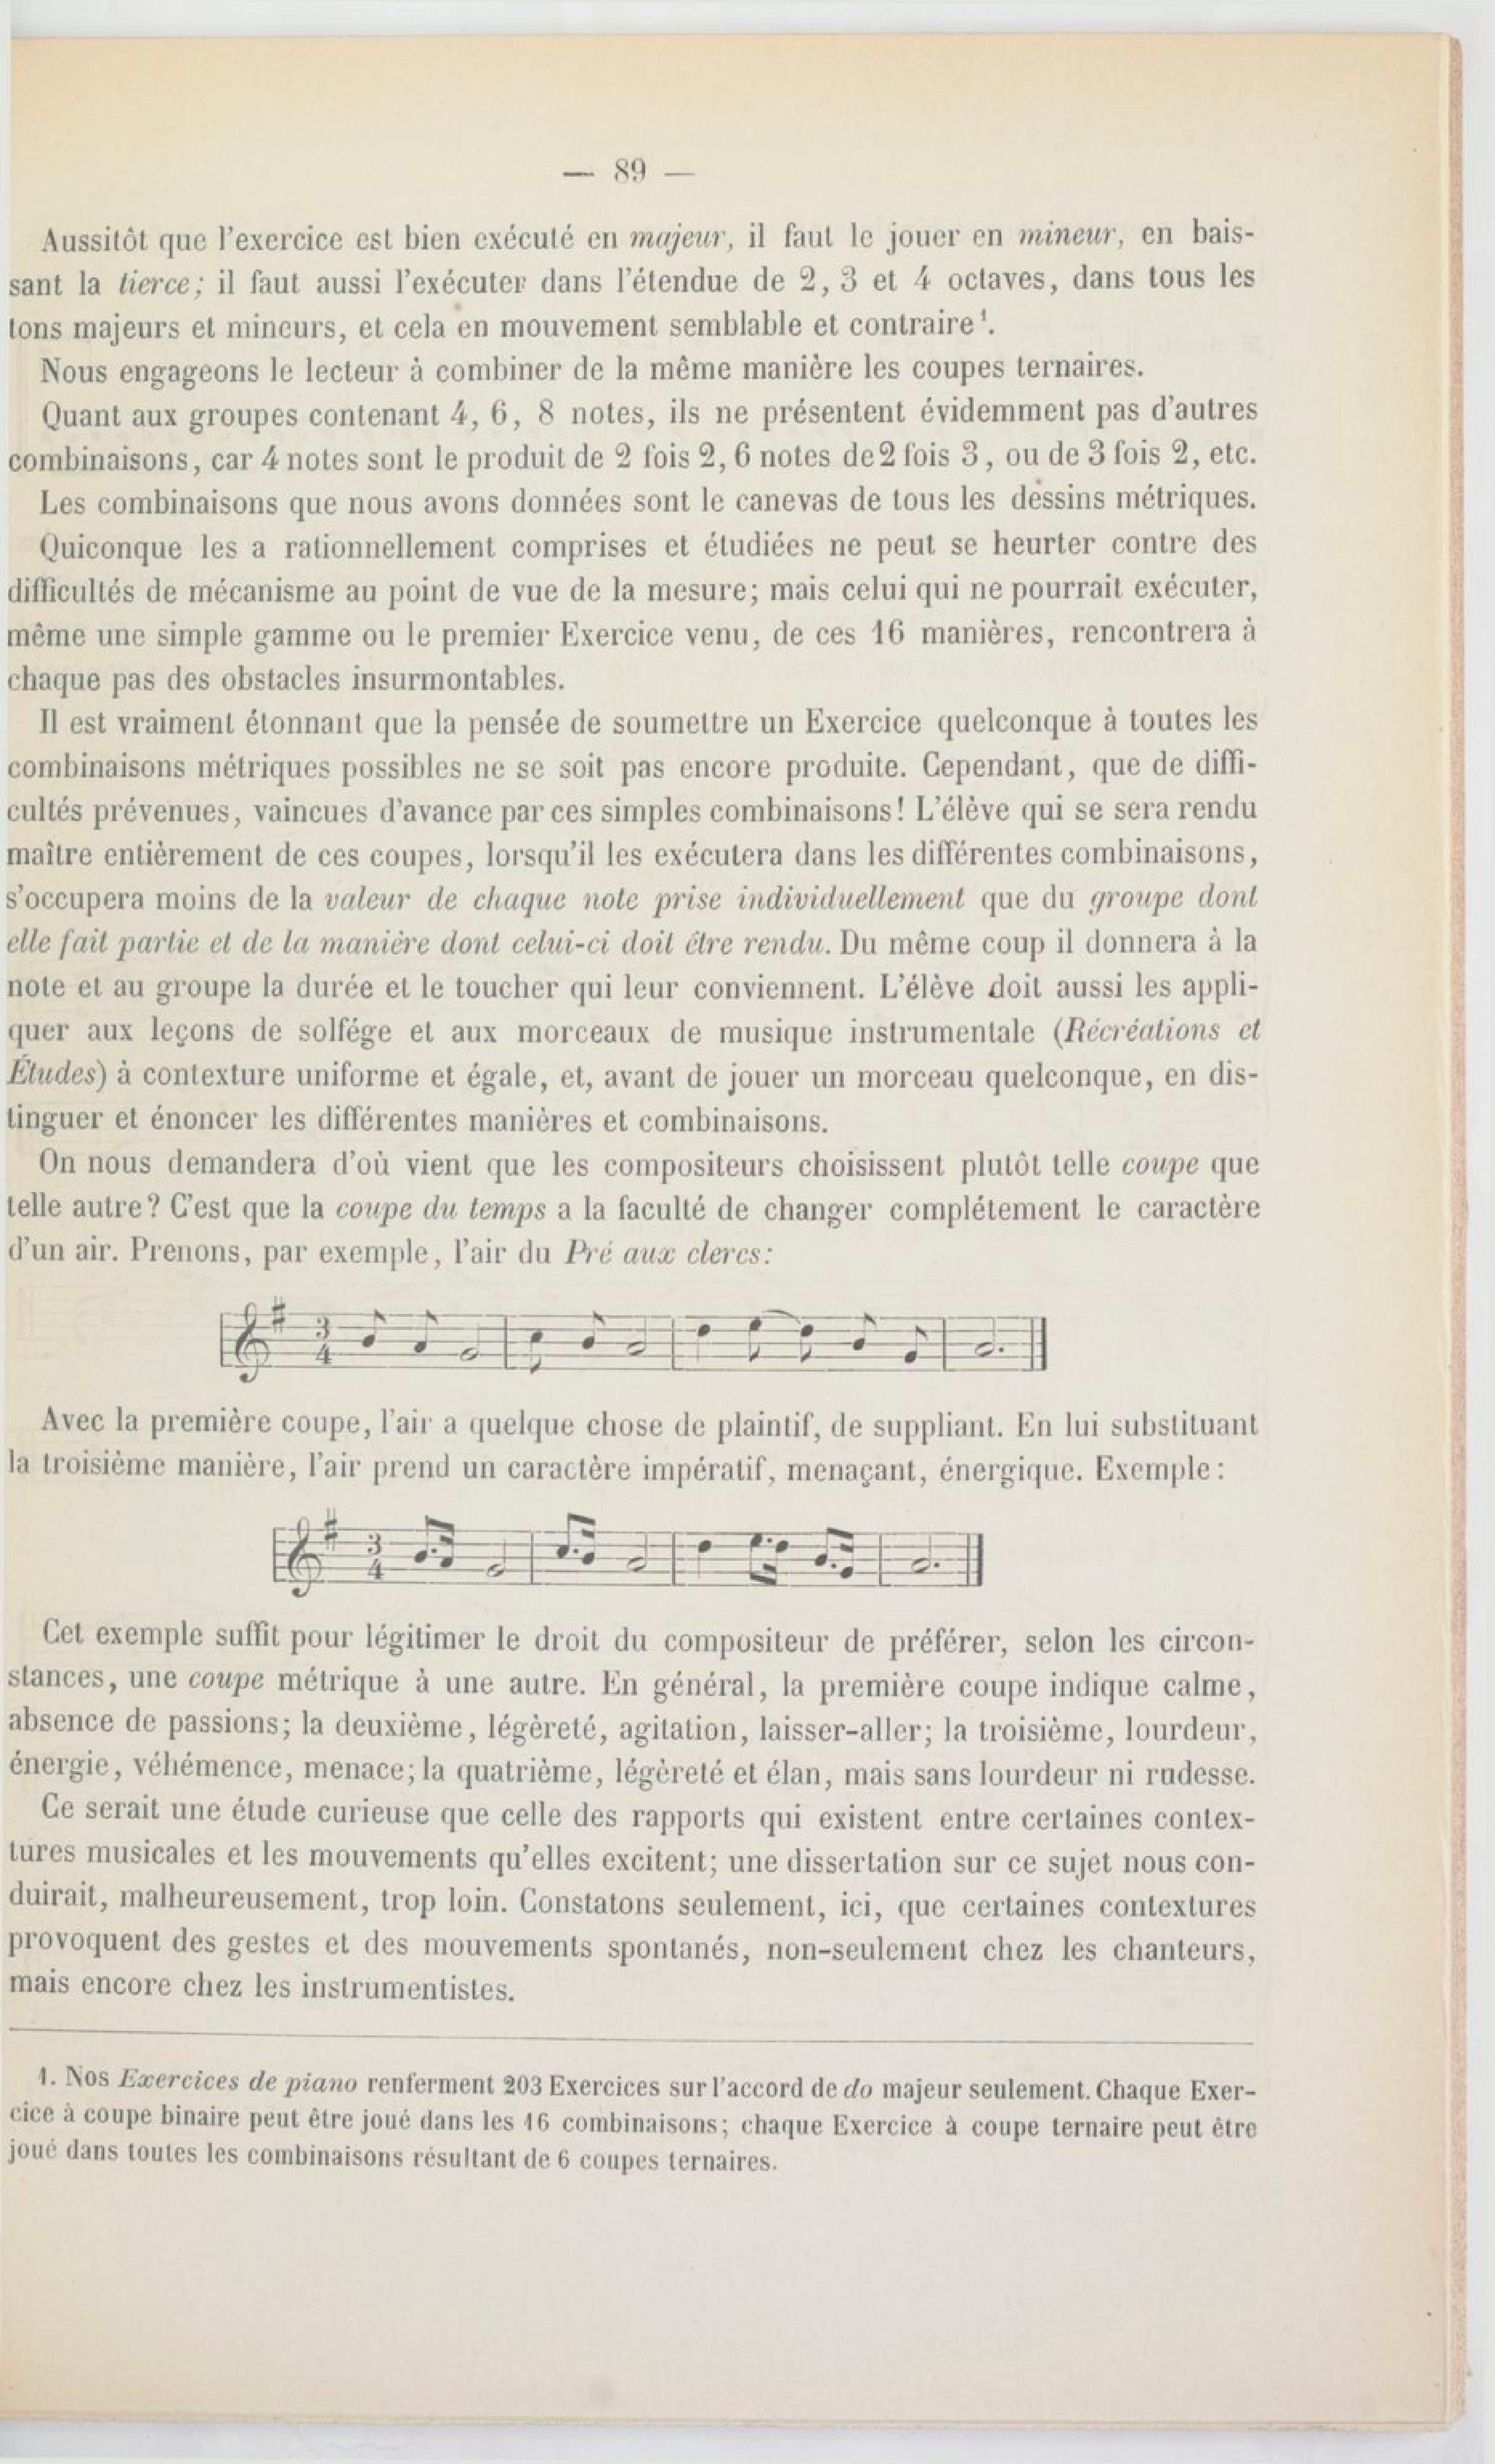 — 89 —
Aussitôt que l'exercice est bien exécuté en majeur, il faut le jouer en mineur, en bais-
sant la tierce; il faut aussi l'exécuter dans l'étendue de 2, 3 et 4 octaves, dans tous les
tons majeurs et mineurs, et cela en mouvement semblable et contraire¹.
Nous engageons le lecteur à combiner de la même manière les coupes ternaires.
Quant aux groupes contenant 4, 6, 8 notes, ils ne présentent évidemment pas d'autres
combinaisons, car 4 notes sont le produit de 2 fois 2, 6 notes de 2 fois 3, ou de 3 fois 2, etc.
Les combinaisons que nous avons données sont le canevas de tous les dessins métriques.
Quiconque les a rationnellement comprises et étudiées ne peut se heurter contre des
difficultés de mécanisme au point de vue de la mesure; mais celui qui ne pourrait exécuter,
même une simple gamme ou le premier Exercice venu, de ces 16 manières, rencontrera à
chaque pas des obstacles insurmontables.
Il est vraiment étonnant que la pensée de soumettre un Exercice quelconque à toutes les
combinaisons métriques possibles ne se soit pas encore produite. Cependant, que de diffi-
cultés prévenues, vaincues d'avance par ces simples combinaisons! L'élève qui se sera rendu
maître entièrement de ces coupes, lorsqu'il les exécutera dans les différentes combinaisons,
s'occupera moins de la valeur de chaque note prise individuellement que du groupe dont
elle fait partie et de la manière dont celui-ci doit être rendu. Du même coup il donnera à la
note et au groupe la durée et le toucher qui leur conviennent. L'élève doit aussi les appli-
quer aux leçons de solfége et aux morceaux de musique instrumentale (Récréations et
Études) à contexture uniforme et égale, et, avant de jouer un morceau quelconque, en dis-
tinguer et énoncer les différentes manières et combinaisons.
On nous demandera d'où vient que les compositeurs choisissent plutôt telle coupe que
telle autre? C'est que la coupe du temps a la faculté de changer complétement le caractère
d'un air. Prenons, par exemple, l'air du Pré aux clercs:
3
4
Avec la première coupe, l'air a quelque chose de plaintif, de suppliant. En lui substituant
la troisième manière, l'air prend un caractère impératif, menaçant, énergique. Exemple:
3
4
Cet exemple suffit pour légitimer le droit du compositeur de préférer, selon les circon-
stances, une coupe métrique à une autre. En général, la première coupe indique calme,
absence de passions; la deuxième, légèreté, agitation, laisser-aller; la troisième, lourdeur,
énergie, véhémence, menace; la quatrième, légèreté et élan, mais sans lourdeur ni rudesse.
Ce serait une étude curieuse que celle des rapports qui existent entre certaines contex-
tures musicales et les mouvements qu'elles excitent; une dissertation sur ce sujet nous con-
duirait, malheureusement, trop loin. Constatons seulement, ici, que certaines contextures
provoquent des gestes et des mouvements spontanés, non-seulement chez les chanteurs,
mais encore chez les instrumentistes.
1. Nos Exercices de piano renferment 203 Exercices sur l'accord de do majeur seulement. Chaque Exer-
cice à coupe binaire peut être joué dans les 16 combinaisons; chaque Exercice à coupe ternaire peut être
joué dans toutes les combinaisons résultant de 6 coupes ternaires.